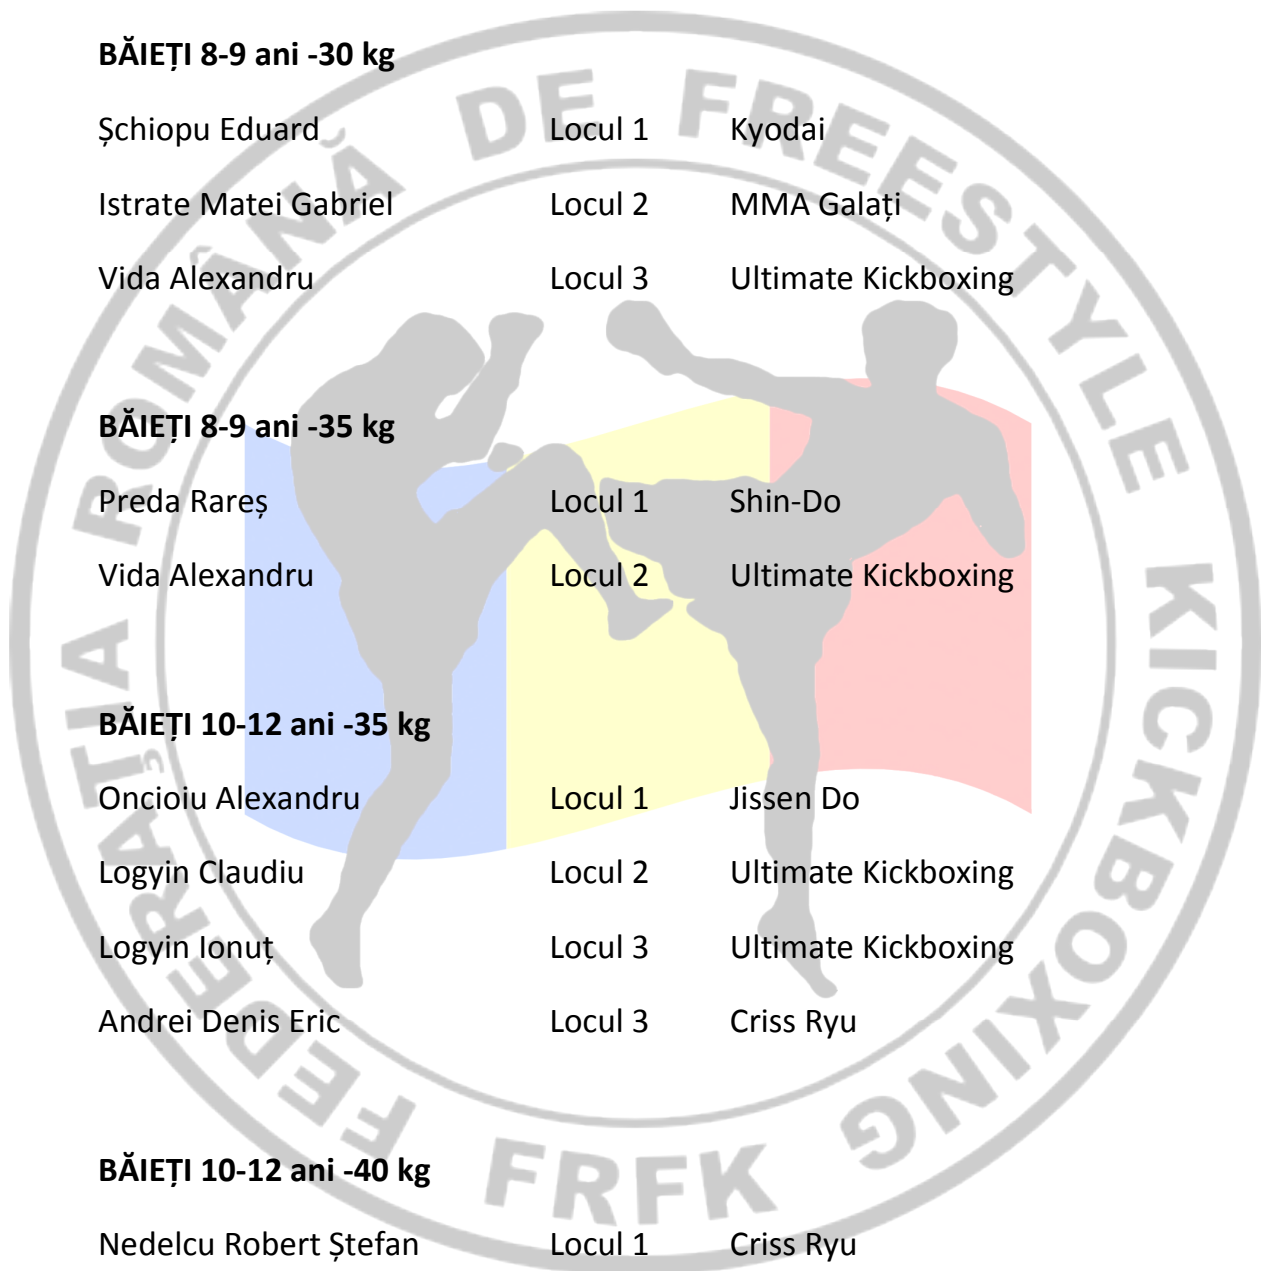 BĂIEȚI 8-9 ani -30 kg
Șchiopu Eduard Locul 1 Kyodai
Istrate Matei Gabriel Locul 2 MMA Galați
Vida Alexandru Locul 3 Ultimate Kickboxing
BĂIEȚI 8-9 ani -35 kg
Preda Rareș Locul 1 Shin-Do
Vida Alexandru Locul 2 Ultimate Kickboxing
BĂIEȚI 10-12 ani -35 kg
Oncioiu Alexandru Locul 1 Jissen Do
Logyin Claudiu Locul 2 Ultimate Kickboxing
Logyin Ionuț Locul 3 Ultimate Kickboxing
Andrei Denis Eric Locul 3 Criss Ryu
BĂIEȚI 10-12 ani -40 kg
Nedelcu Robert Ștefan Locul 1 Criss Ryu
FEDERAȚIA ROMÂNĂ DE FREESTYLE KICKBOXING
FRFK